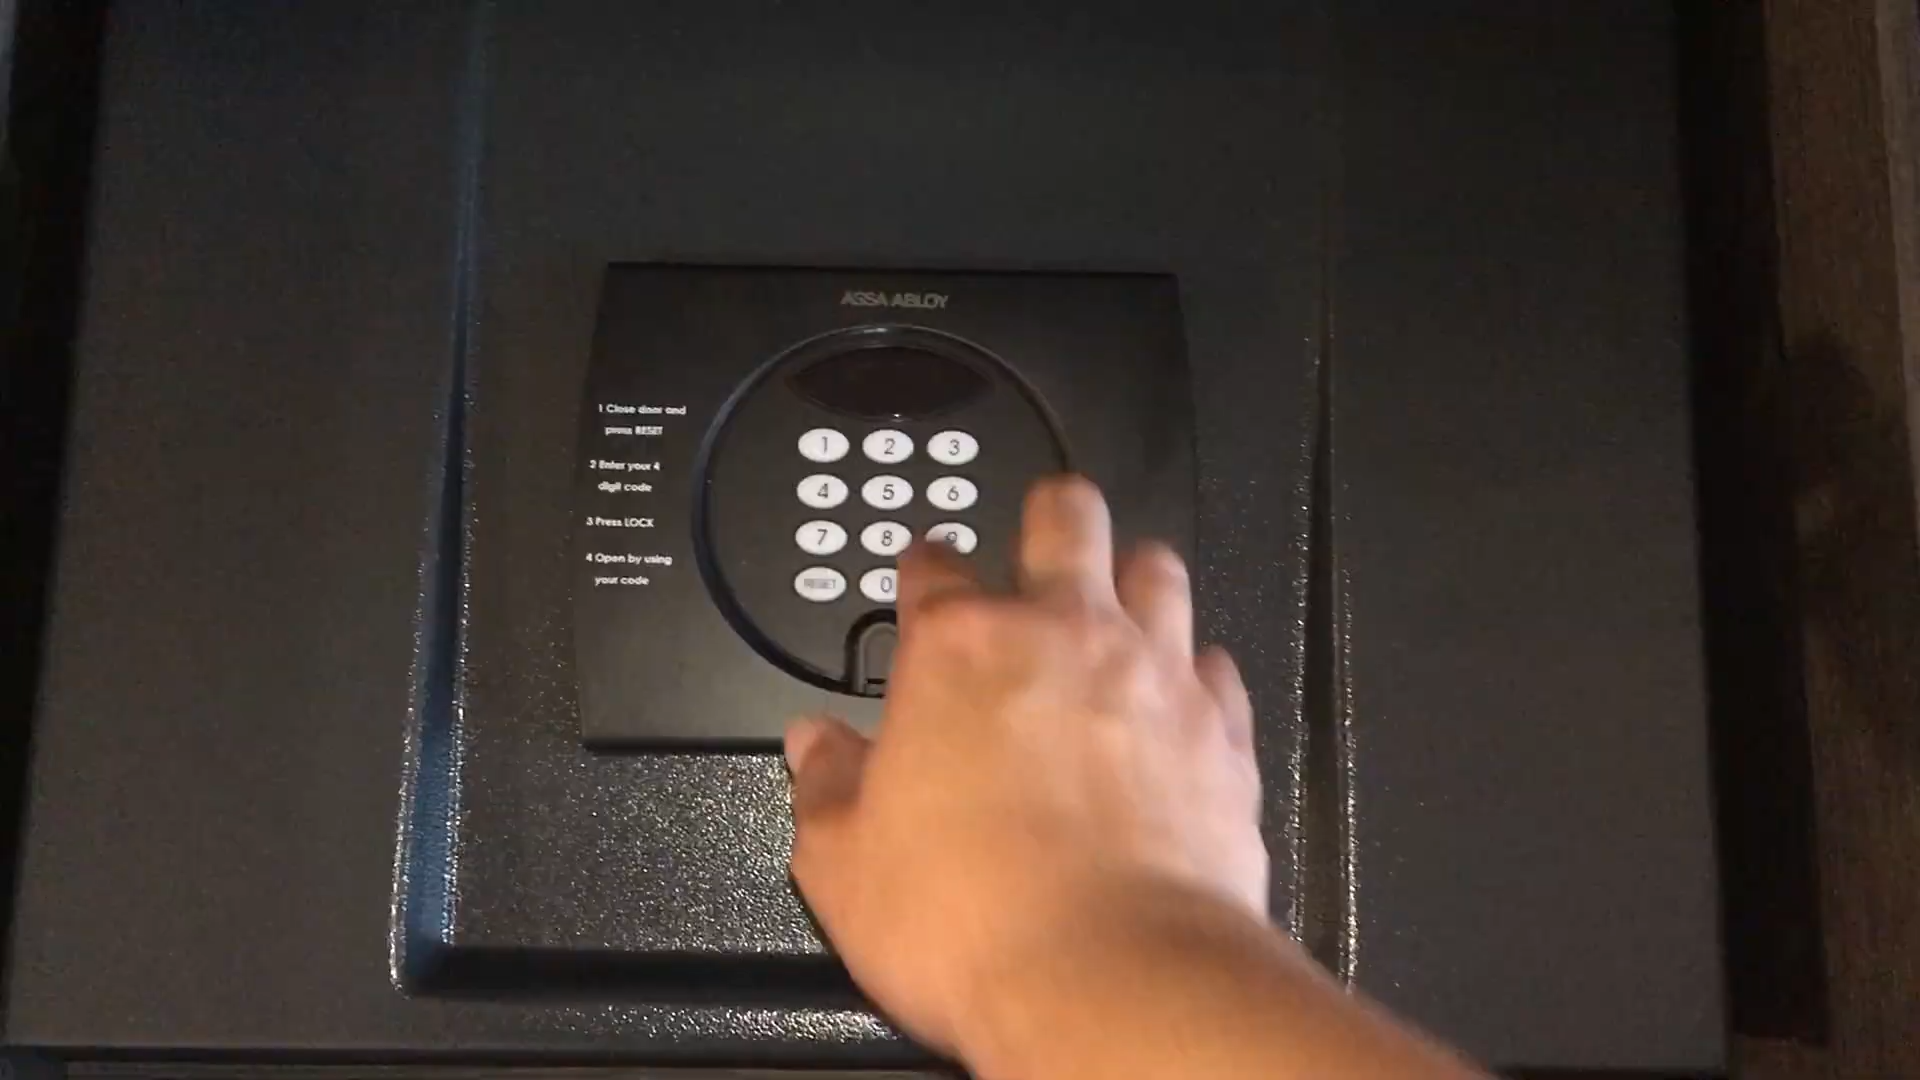 ASSA ABLOY
1 Close door and
press RESET
2 Enter your 4
digit code
3 Press LOCK
4 Open by using
your code
1 2 3
4 5 6
7 8 9
RESET 0